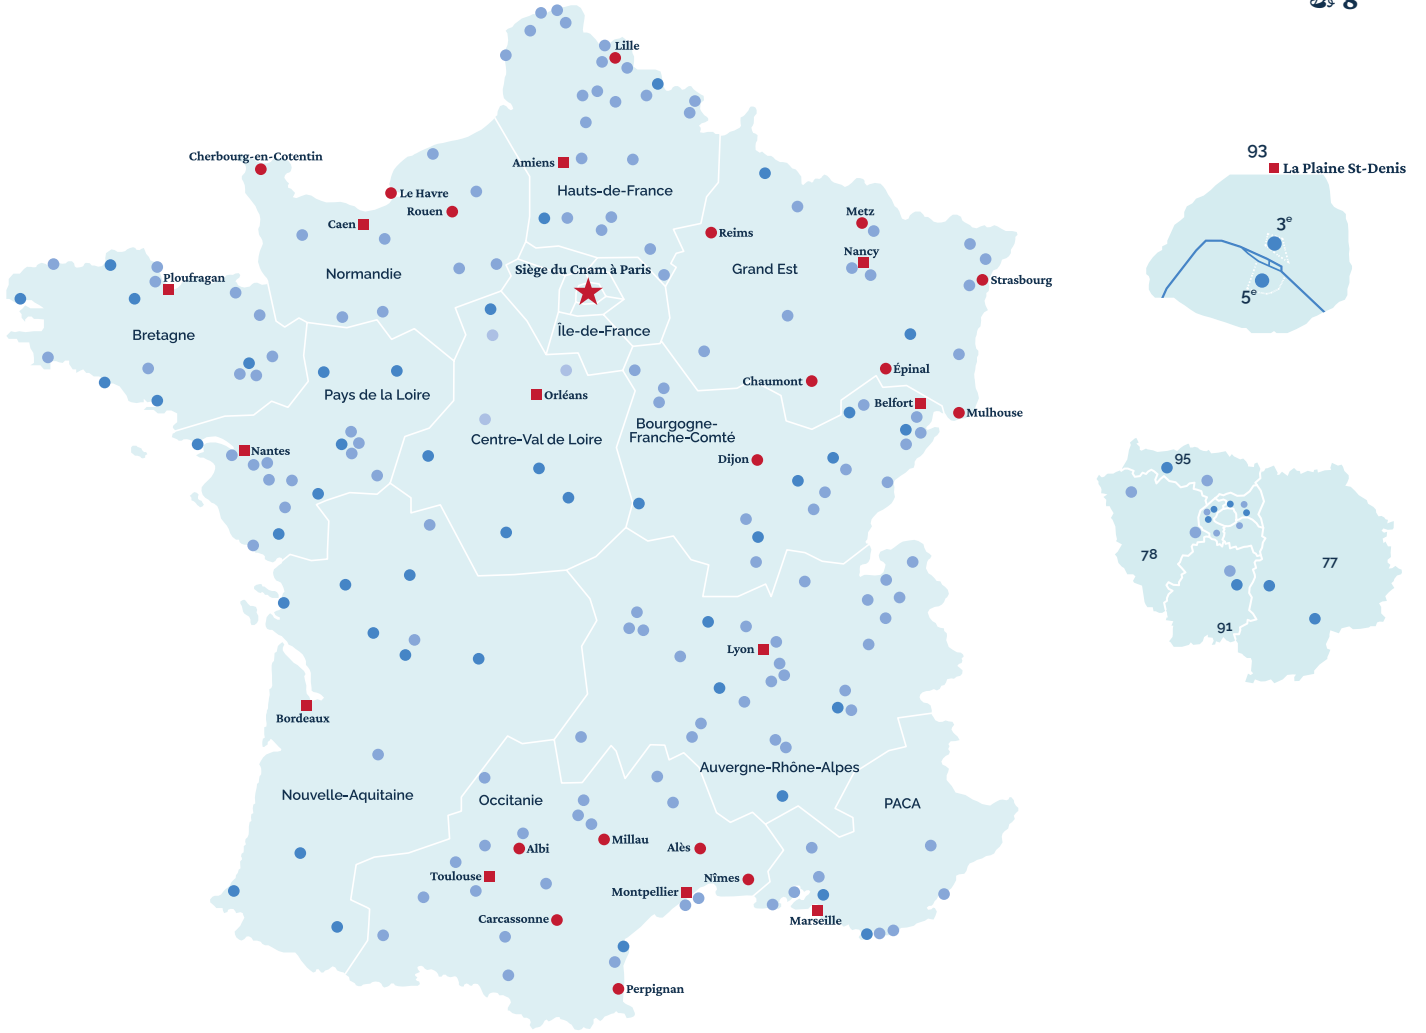 Lille
Cherbourg-en-Cotentin
Amiens
93
La Plaine St-Denis
Hauts-de-France
Le Havre
Rouen
Caen
Metz
Reims
3e
Nancy
Normandie
Siège du Cnam à Paris
Grand Est
Ploufragan
Strasbourg
5e
Bretagne
Île-de-France
Épinal
Chaumont
Pays de la Loire
Orléans
Belfort
Mulhouse
Bourgogne-
Franche-Comté
Centre-Val de Loire
Nantes
Dijon
95
78
77
91
Lyon
Bordeaux
Auvergne-Rhône-Alpes
Nouvelle-Aquitaine
Occitanie
PACA
Millau
Albi
Alès
Toulouse
Nîmes
Montpellier
Carcassonne
Marseille
Perpignan